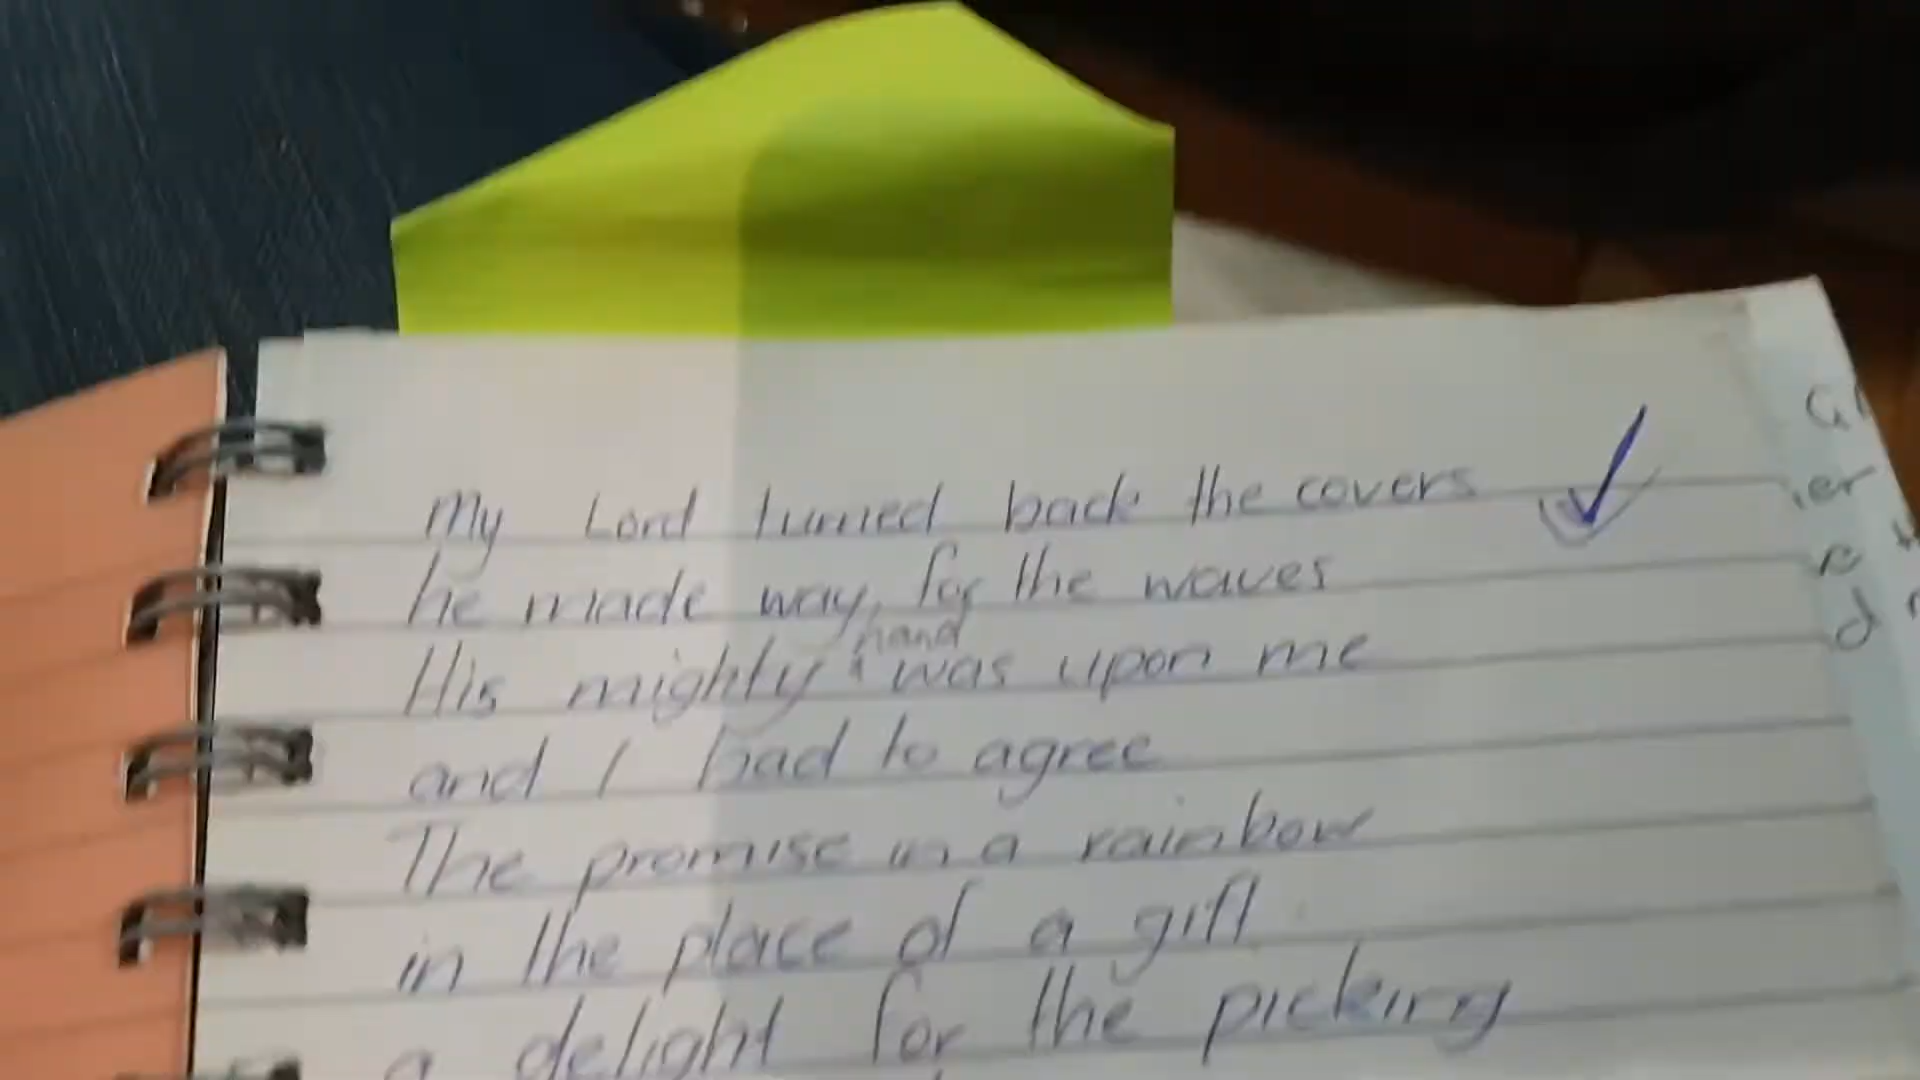 My Lord turned back the covers
he made way, for the waves
His mighty hand was upon me
and I had to agree
The promise in a rainbow
in the place of a gift
a delight for the picking